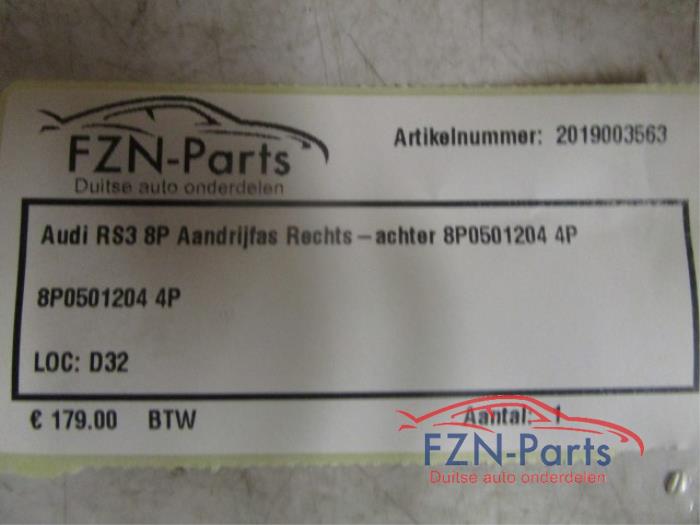 FZN-Parts
Duitse auto onderdelen
Artikelnummer: 2019003563
Audi RS3 8P Aandrijfas Rechts-achter 8P0501204 4P
8P0501204 4P
LOC: D32
€ 179.00 BTW
Aantal: 1
FZN-Parts
Duitse auto onderdelen